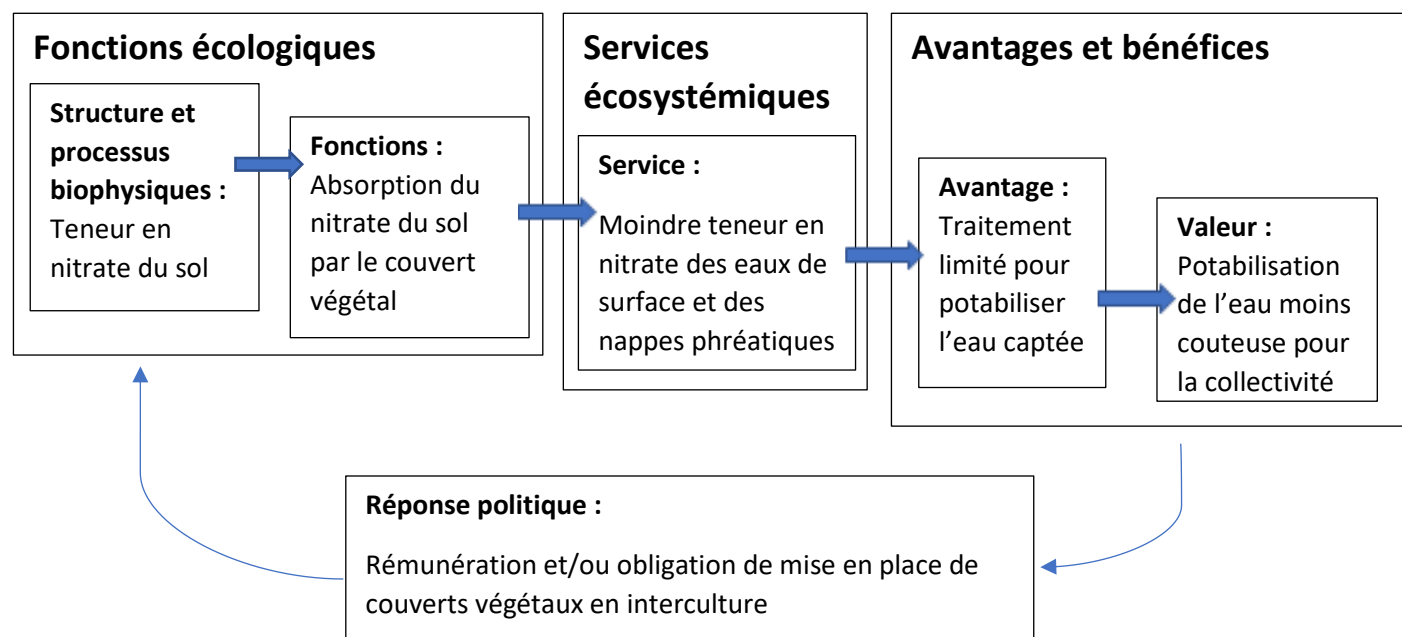 Fonctions écologiques
Structure et
processus
biophysiques :
Teneur en
nitrate du sol
Fonctions :
Absorption du
nitrate du sol
par le couvert
végétal
Services
écosystémiques
Service :
Moindre teneur en
nitrate des eaux de
surface et des
nappes phréatiques
Avantages et bénéfices
Avantage :
Traitement
limité pour
potabiliser
l’eau captée
Valeur :
Potabilisation
de l’eau moins
couteuse pour
la collectivité
Réponse politique :
Rémunération et/ou obligation de mise en place de
couverts végétaux en interculture